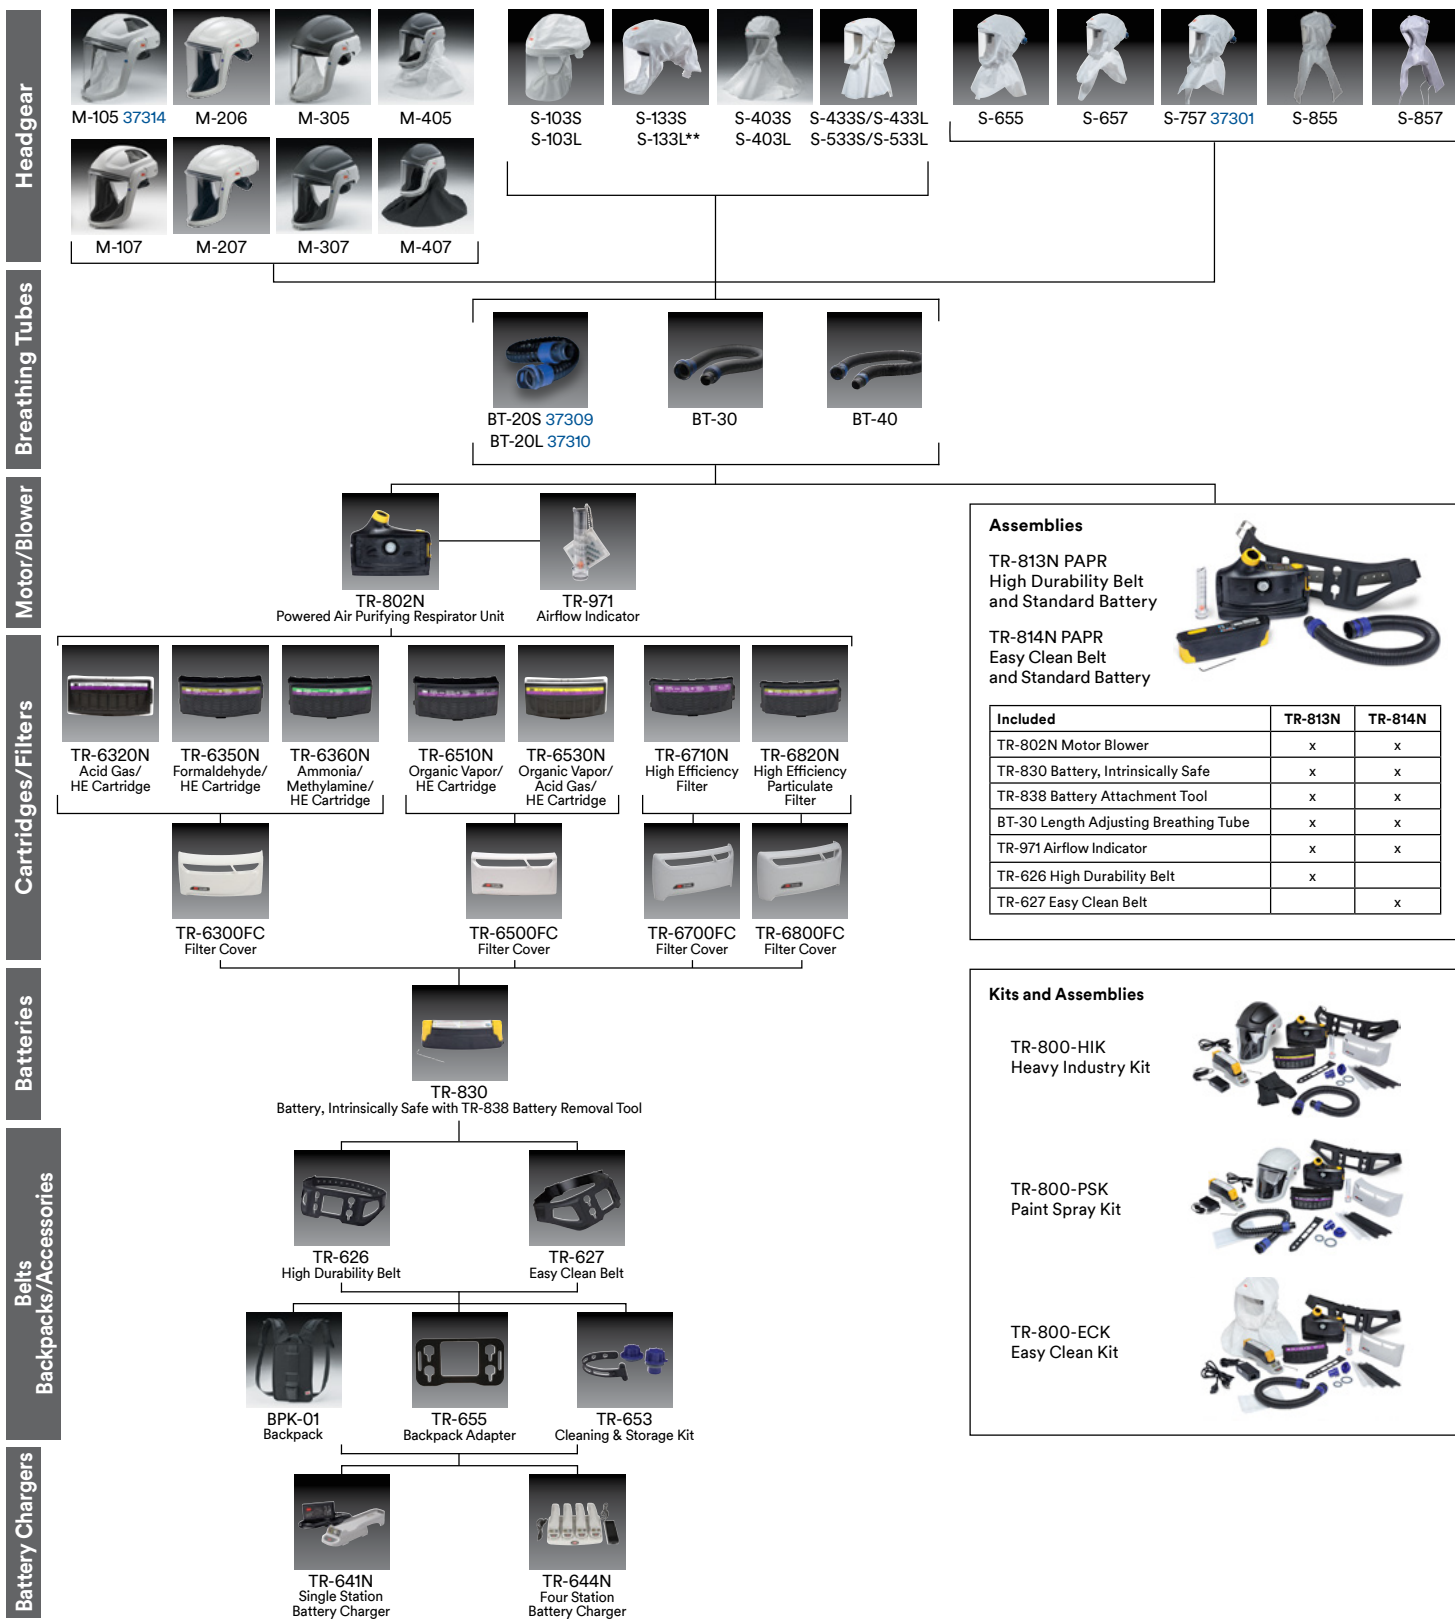 Headgear
M-105 37314
M-206
M-305
M-405
S-103S
S-103L
S-133S
S-133L**
S-403S
S-403L
S-433S/S-433L
S-533S/S-533L
S-655
S-657
S-757 37301
S-855
S-857
M-107
M-207
M-307
M-407
Breathing Tubes
BT-20S 37309
BT-20L 37310
BT-30
BT-40
Motor/Blower
TR-802N
Powered Air Purifying Respirator Unit
TR-971
Airflow Indicator
Cartridges/Filters
TR-6320N
Acid Gas/
HE Cartridge
TR-6350N
Formaldehyde/
HE Cartridge
TR-6360N
Ammonia/
Methylamine/
HE Cartridge
TR-6510N
Organic Vapor/
HE Cartridge
TR-6530N
Organic Vapor/
Acid Gas/
HE Cartridge
TR-6710N
High Efficiency
Filter
TR-6820N
High Efficiency
Particulate
Filter
TR-6300FC
Filter Cover
TR-6500FC
Filter Cover
TR-6700FC
Filter Cover
TR-6800FC
Filter Cover
Batteries
TR-830
Battery, Intrinsically Safe with TR-838 Battery Removal Tool
Belts
Backpacks/Accessories
TR-626
High Durability Belt
TR-627
Easy Clean Belt
BPK-01
Backpack
TR-655
Backpack Adapter
TR-653
Cleaning & Storage Kit
Battery Chargers
TR-641N
Single Station
Battery Charger
TR-644N
Four Station
Battery Charger
Assemblies
TR-813N PAPR
High Durability Belt
and Standard Battery
TR-814N PAPR
Easy Clean Belt
and Standard Battery
Included TR-813N TR-814N
TR-802N Motor Blower x x
TR-830 Battery, Intrinsically Safe x x
TR-838 Battery Attachment Tool x x
BT-30 Length Adjusting Breathing Tube x x
TR-971 Airflow Indicator x x
TR-626 High Durability Belt x
TR-627 Easy Clean Belt x
Kits and Assemblies
TR-800-HIK
Heavy Industry Kit
TR-800-PSK
Paint Spray Kit
TR-800-ECK
Easy Clean Kit